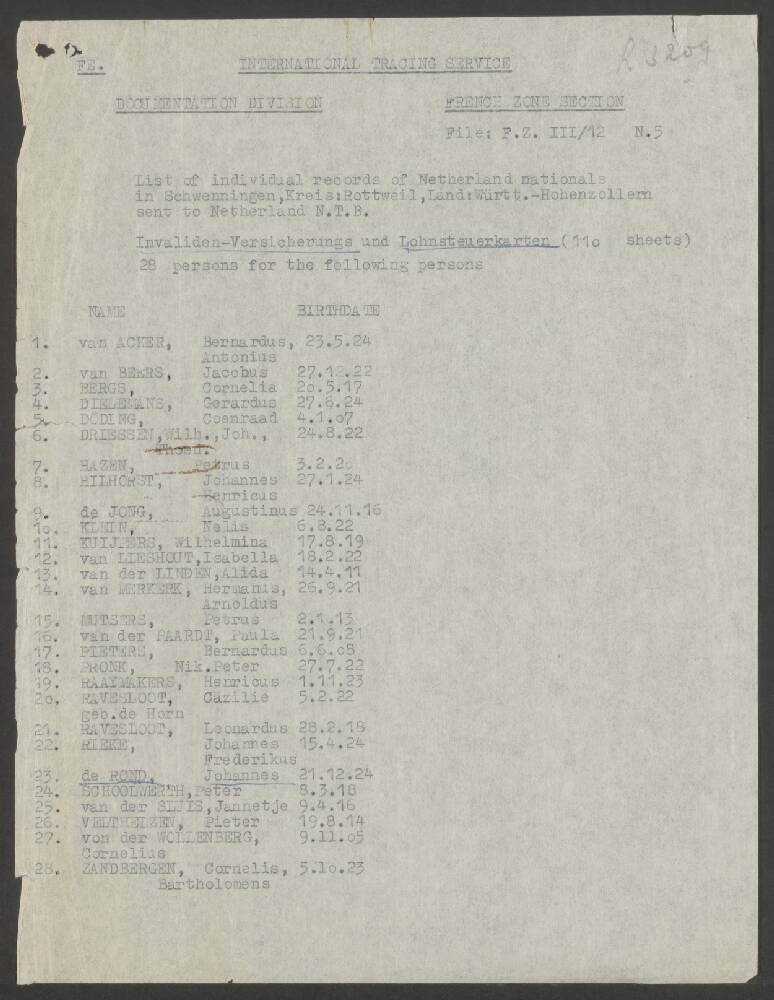 FE. INTERNATIONAL TRACING SERVICE R 3209
DOCUMENTATION DIVISION FRENCH ZONE SECTION
File: F.Z. III/12 N.5
List of individual records of Netherland nationals
in Schwenningen,Kreis:Rottweil,Land:Württ.-Hohenzollern
sent to Netherland N.T.B.
Invaliden-Versicherungs und Lohnsteuerkarten (11o sheets)
28 persons for the following persons
NAME BIRTHDATE
1. van ACKER, Bernardus, 23.5.24
Antonius
2. van BEERS, Jacobus 27.12.22
3. BERGS, Cornelia 2o.5.17
4. DIELEMANS, Gerardus 27.6.24
5. DÖDING, Coenraad 4.1.o7
6. DRIESSEN,Wilh.,Joh., 24.8.22
Theod.
7. HAZEN, Petrus 3.2.2o
8. HILHORST, Johannes 27.1.24
Henricus
9. de JONG, Augustinus 24.11.16
1o. KLEIN, Nelis 6.8.22
11. KUIJPERS, Wilhelmina 17.8.19
12. van LIESHOUT,Isabella 18.2.22
13. van der LINDEN,Alida 14.4.11
14. van MERKERK, Hermanus, 26.9.21
Arnoldus
15. MUTSERS, Petrus 2.1.13
16. van der PAARDT, Paula 21.9.21
17. PIETERS, Bernardus 6.6.o8
18. PRONK, Nik.Peter 27.7.22
19. RAAYMAKERS, Henricus 1.11.23
2o. RAVESLOOT, Cäzilie 5.2.22
geb.de Horn
21. RAVESLOOT, Leonardus 28.2.18
22. RIEKE, Johannes 15.4.24
Frederikus
23. de ROND, Johannes 21.12.24
24. SCHOOLWERTH,Peter 8.3.18
25. van der SLUIS,Jannetje 9.4.16
26. VELTHEIZEN, Pieter 19.8.14
27. von der WOLLENBERG, 9.11.o5
Cornelius
28. ZANDBERGEN, Cornelis, 5.1o.23
Bartholomens